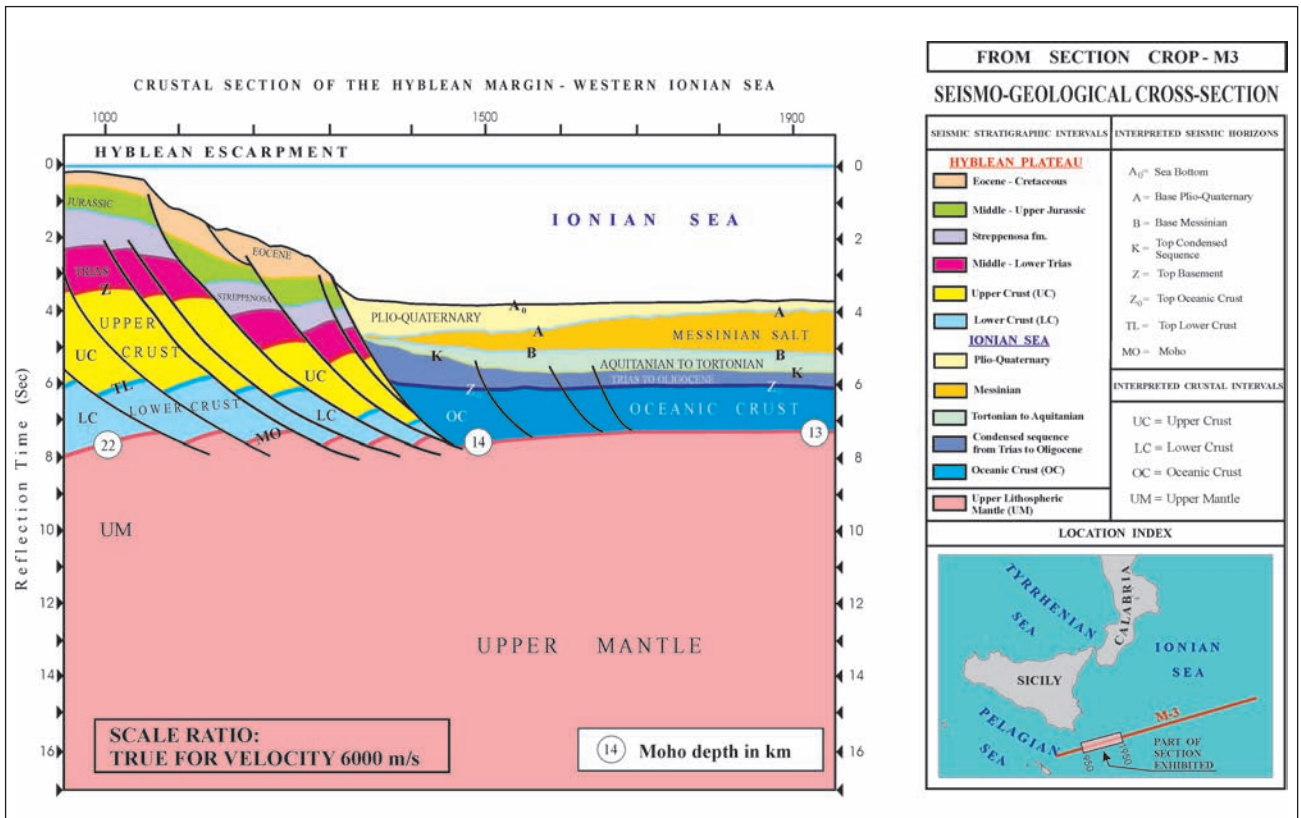 CRUSTAL SECTION OF THE HYBLEAN MARGIN - WESTERN IONIAN SEA
1000
1500
1900
HYBLEAN ESCARPMENT
IONIAN SEA
Reflection Time (Sec)
0
2
4
6
8
10
12
14
16
0
2
4
6
8
10
12
14
16
JURASSIC
EOCENE
TRIAS
Z
STREPPENOSA
UPPER
CRUST
UC
UC
TL
LOWER CRUST
LC
LC
MO
22
PLIO-QUATERNARY
A₀
A
A
MESSINIAN SALT
K
B
B
AQUITANIAN TO TORTONIAN
K
TRIAS TO OLIGOCENE
Z₀
Z₀
OC
OCEANIC CRUST
14
13
UM
UPPER MANTLE
SCALE RATIO:
TRUE FOR VELOCITY 6000 m/s
14 Moho depth in km
FROM SECTION CROP - M3
SEISMO-GEOLOGICAL CROSS-SECTION
SEISMIC STRATIGRAPHIC INTERVALS
HYBLEAN PLATEAU
Eocene - Cretaceous
Middle - Upper Jurassic
Streppenosa fm.
Middle - Lower Trias
Upper Crust (UC)
Lower Crust (LC)
IONIAN SEA
Plio-Quaternary
Messinian
Tortonian to Aquitanian
Condensed sequence
from Trias to Oligocene
Oceanic Crust (OC)
Upper Lithospheric
Mantle (UM)
INTERPRETED SEISMIC HORIZONS
A₀= Sea Bottom
A = Base Plio-Quaternary
B = Base Messinian
K = Top Condensed
Sequence
Z = Top Basement
Z₀= Top Oceanic Crust
TL = Top Lower Crust
MO = Moho
INTERPRETED CRUSTAL INTERVALS
UC = Upper Crust
LC = Lower Crust
OC = Oceanic Crust
UM = Upper Mantle
LOCATION INDEX
TYRRHENIAN
SEA
CALABRIA
IONIAN
SEA
SICILY
PELAGIAN
SEA
M-3
950
1950
PART OF
SECTION
EXHIBITED